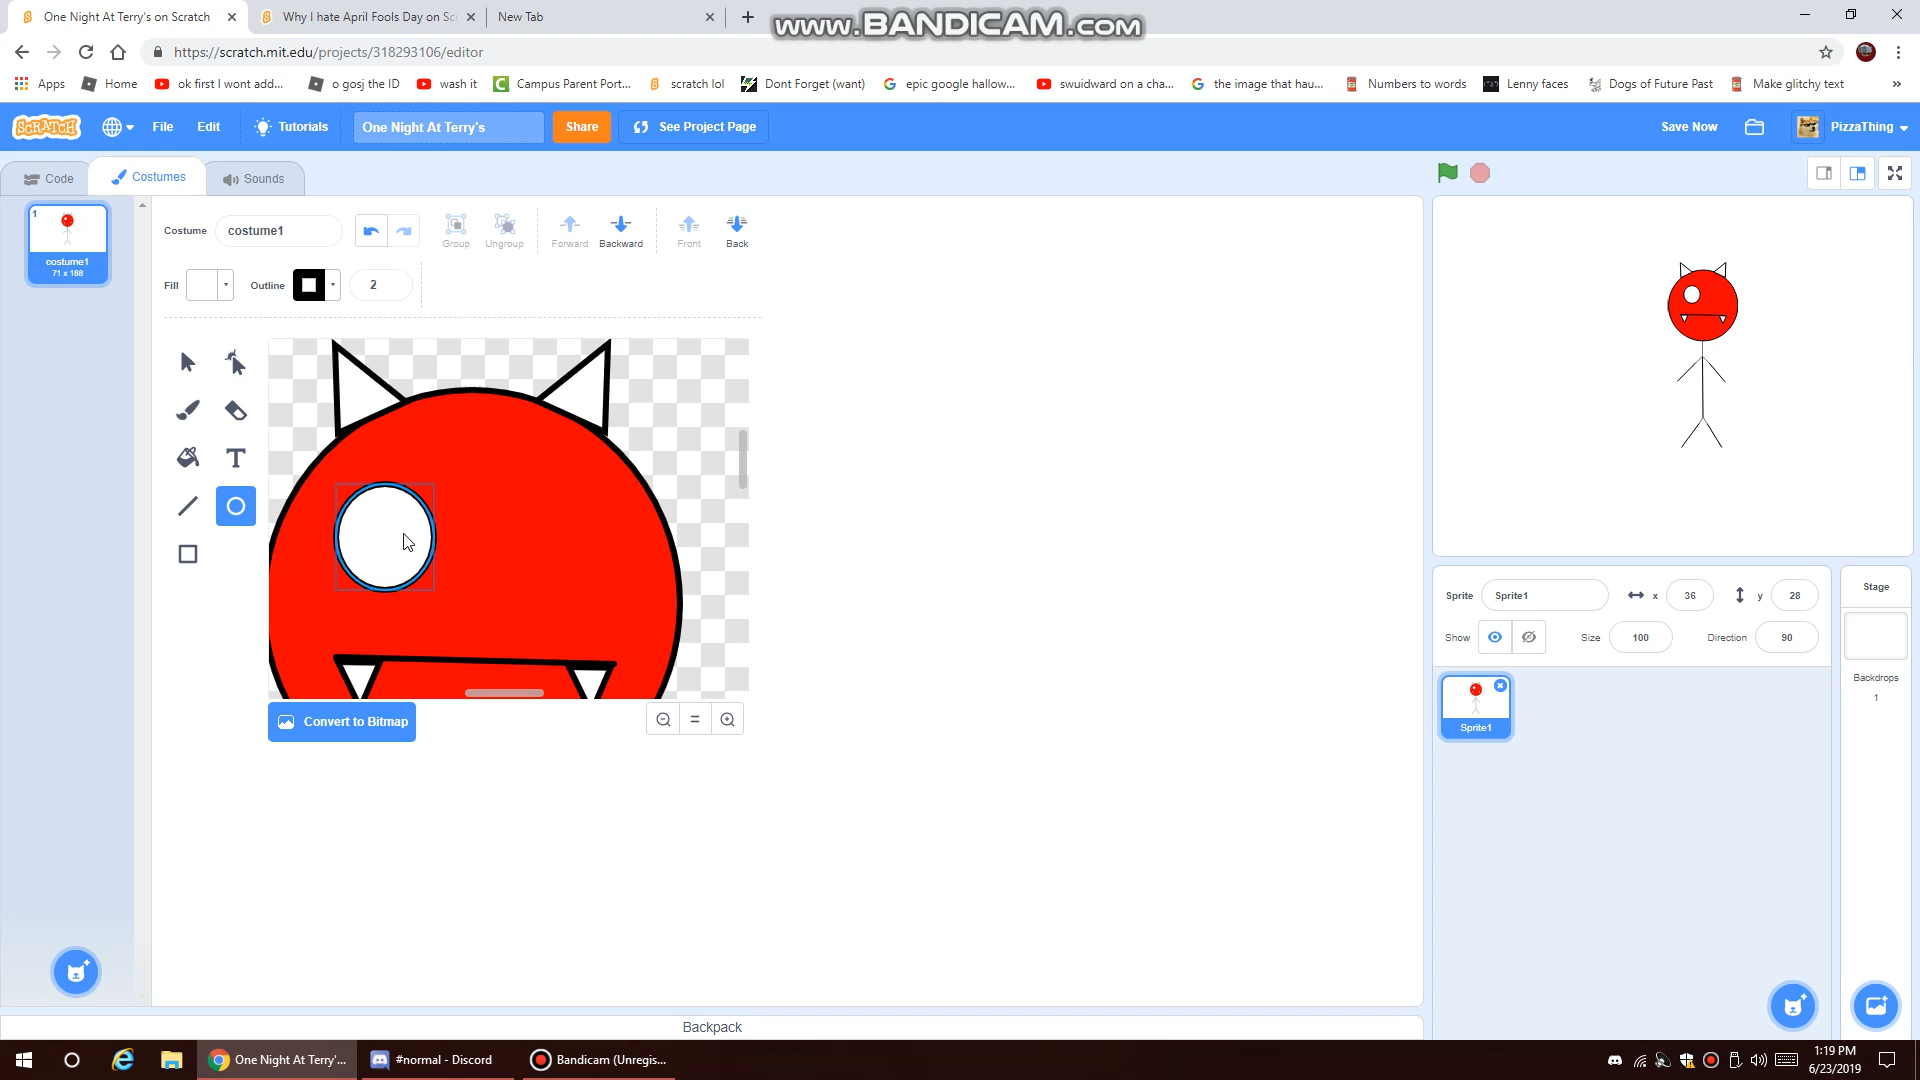 One Night At Terry's on Scratch
Why I hate April Fools Day on Sc
New Tab
www.BANDICAM.com
https://scratch.mit.edu/projects/318293106/editor
Apps
Home
ok first I wont add...
o gosj the ID
wash it
Campus Parent Port...
scratch lol
Dont Forget (want)
epic google hallow...
swuidward on a cha...
the image that hau...
Numbers to words
Lenny faces
Dogs of Future Past
Make glitchy text
»
SCRATCH
File
Edit
Tutorials
One Night At Terry's
Share
See Project Page
Save Now
PizzaThing
Code
Costumes
Sounds
1
costume1
71 x 188
Costume
costume1
Group
Ungroup
Forward
Backward
Front
Back
Fill
Outline
2
T
Convert to Bitmap
Sprite
Sprite1
x
36
y
28
Show
Size
100
Direction
90
Sprite1
Stage
Backdrops
1
Backpack
One Night At Terry'...
#normal - Discord
Bandicam (Unregis...
1:19 PM
6/23/2019